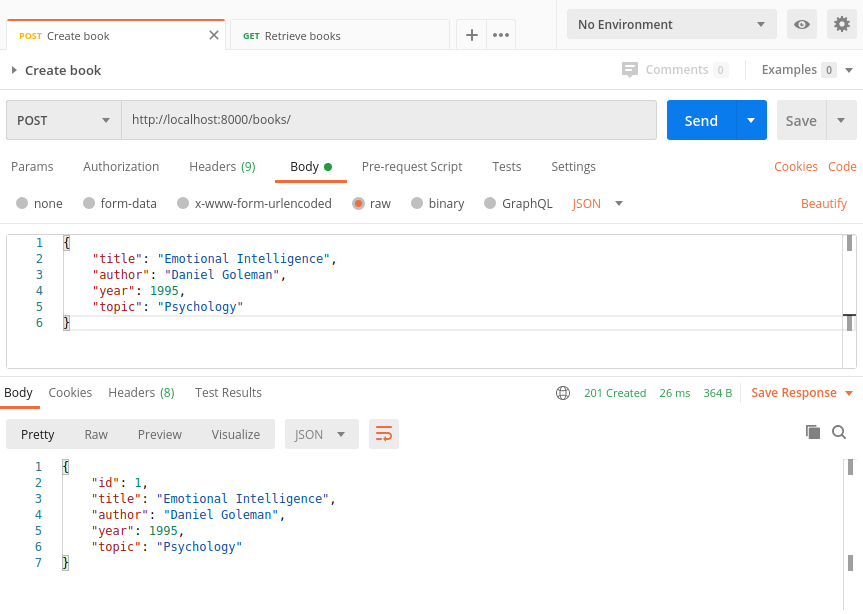 POST Create book GET Retrieve books No Environment
Create book Comments 0 Examples 0
POST http://localhost:8000/books/ Send Save
Params Authorization Headers (9) Body Pre-request Script Tests Settings Cookies Code
none form-data x-www-form-urlencoded raw binary GraphQL JSON Beautify
1 {
2 "title": "Emotional Intelligence",
3 "author": "Daniel Goleman",
4 "year": 1995,
5 "topic": "Psychology"
6 }
Body Cookies Headers (8) Test Results 201 Created 26 ms 364 B Save Response
Pretty Raw Preview Visualize JSON
1 {
2 "id": 1,
3 "title": "Emotional Intelligence",
4 "author": "Daniel Goleman",
5 "year": 1995,
6 "topic": "Psychology"
7 }